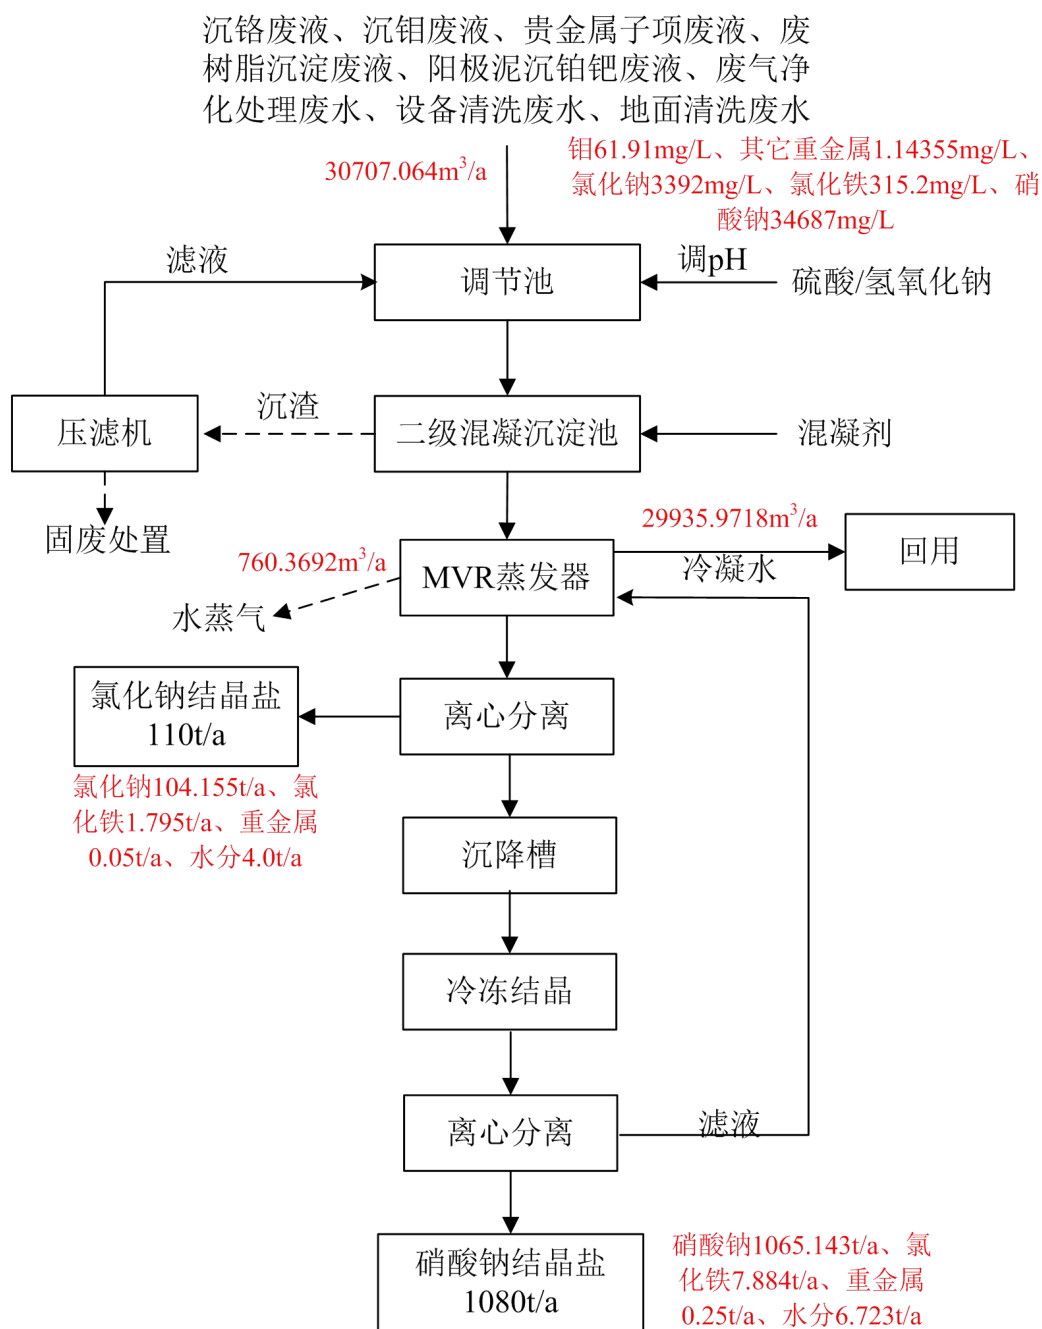 沉铬废液、沉钼废液、贵金属子项废液、废
树脂沉淀废液、阳极泥沉铂钯废液、废气净
化处理废水、设备清洗废水、地面清洗废水
30707.064m³/a
钼61.91mg/L、其它重金属1.14355mg/L、
氯化钠3392mg/L、氯化铁315.2mg/L、硝
酸钠34687mg/L
滤液
调节池
调pH
硫酸/氢氧化钠
压滤机
沉渣
二级混凝沉淀池
混凝剂
固废处置
760.3692m³/a
水蒸气
MVR蒸发器
29935.9718m³/a
冷凝水
回用
氯化钠结晶盐
110t/a
离心分离
氯化钠104.155t/a、氯
化铁1.795t/a、重金属
0.05t/a、水分4.0t/a
沉降槽
冷冻结晶
离心分离
滤液
硝酸钠结晶盐
1080t/a
硝酸钠1065.143t/a、氯
化铁7.884t/a、重金属
0.25t/a、水分6.723t/a